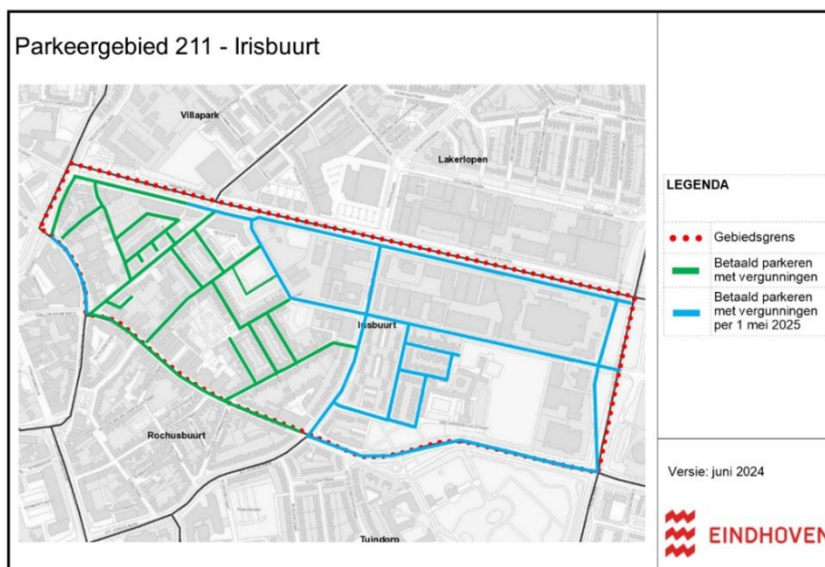 Parkeergebied 211 - Irisbuurt
Villapark
Lakerlopen
Irisbuurt
Rochusbuurt
Tuindorp
LEGENDA
Gebiedsgrens
Betaald parkeren
met vergunningen
Betaald parkeren
met vergunningen
per 1 mei 2025
Versie: juni 2024
EINDHOVEN